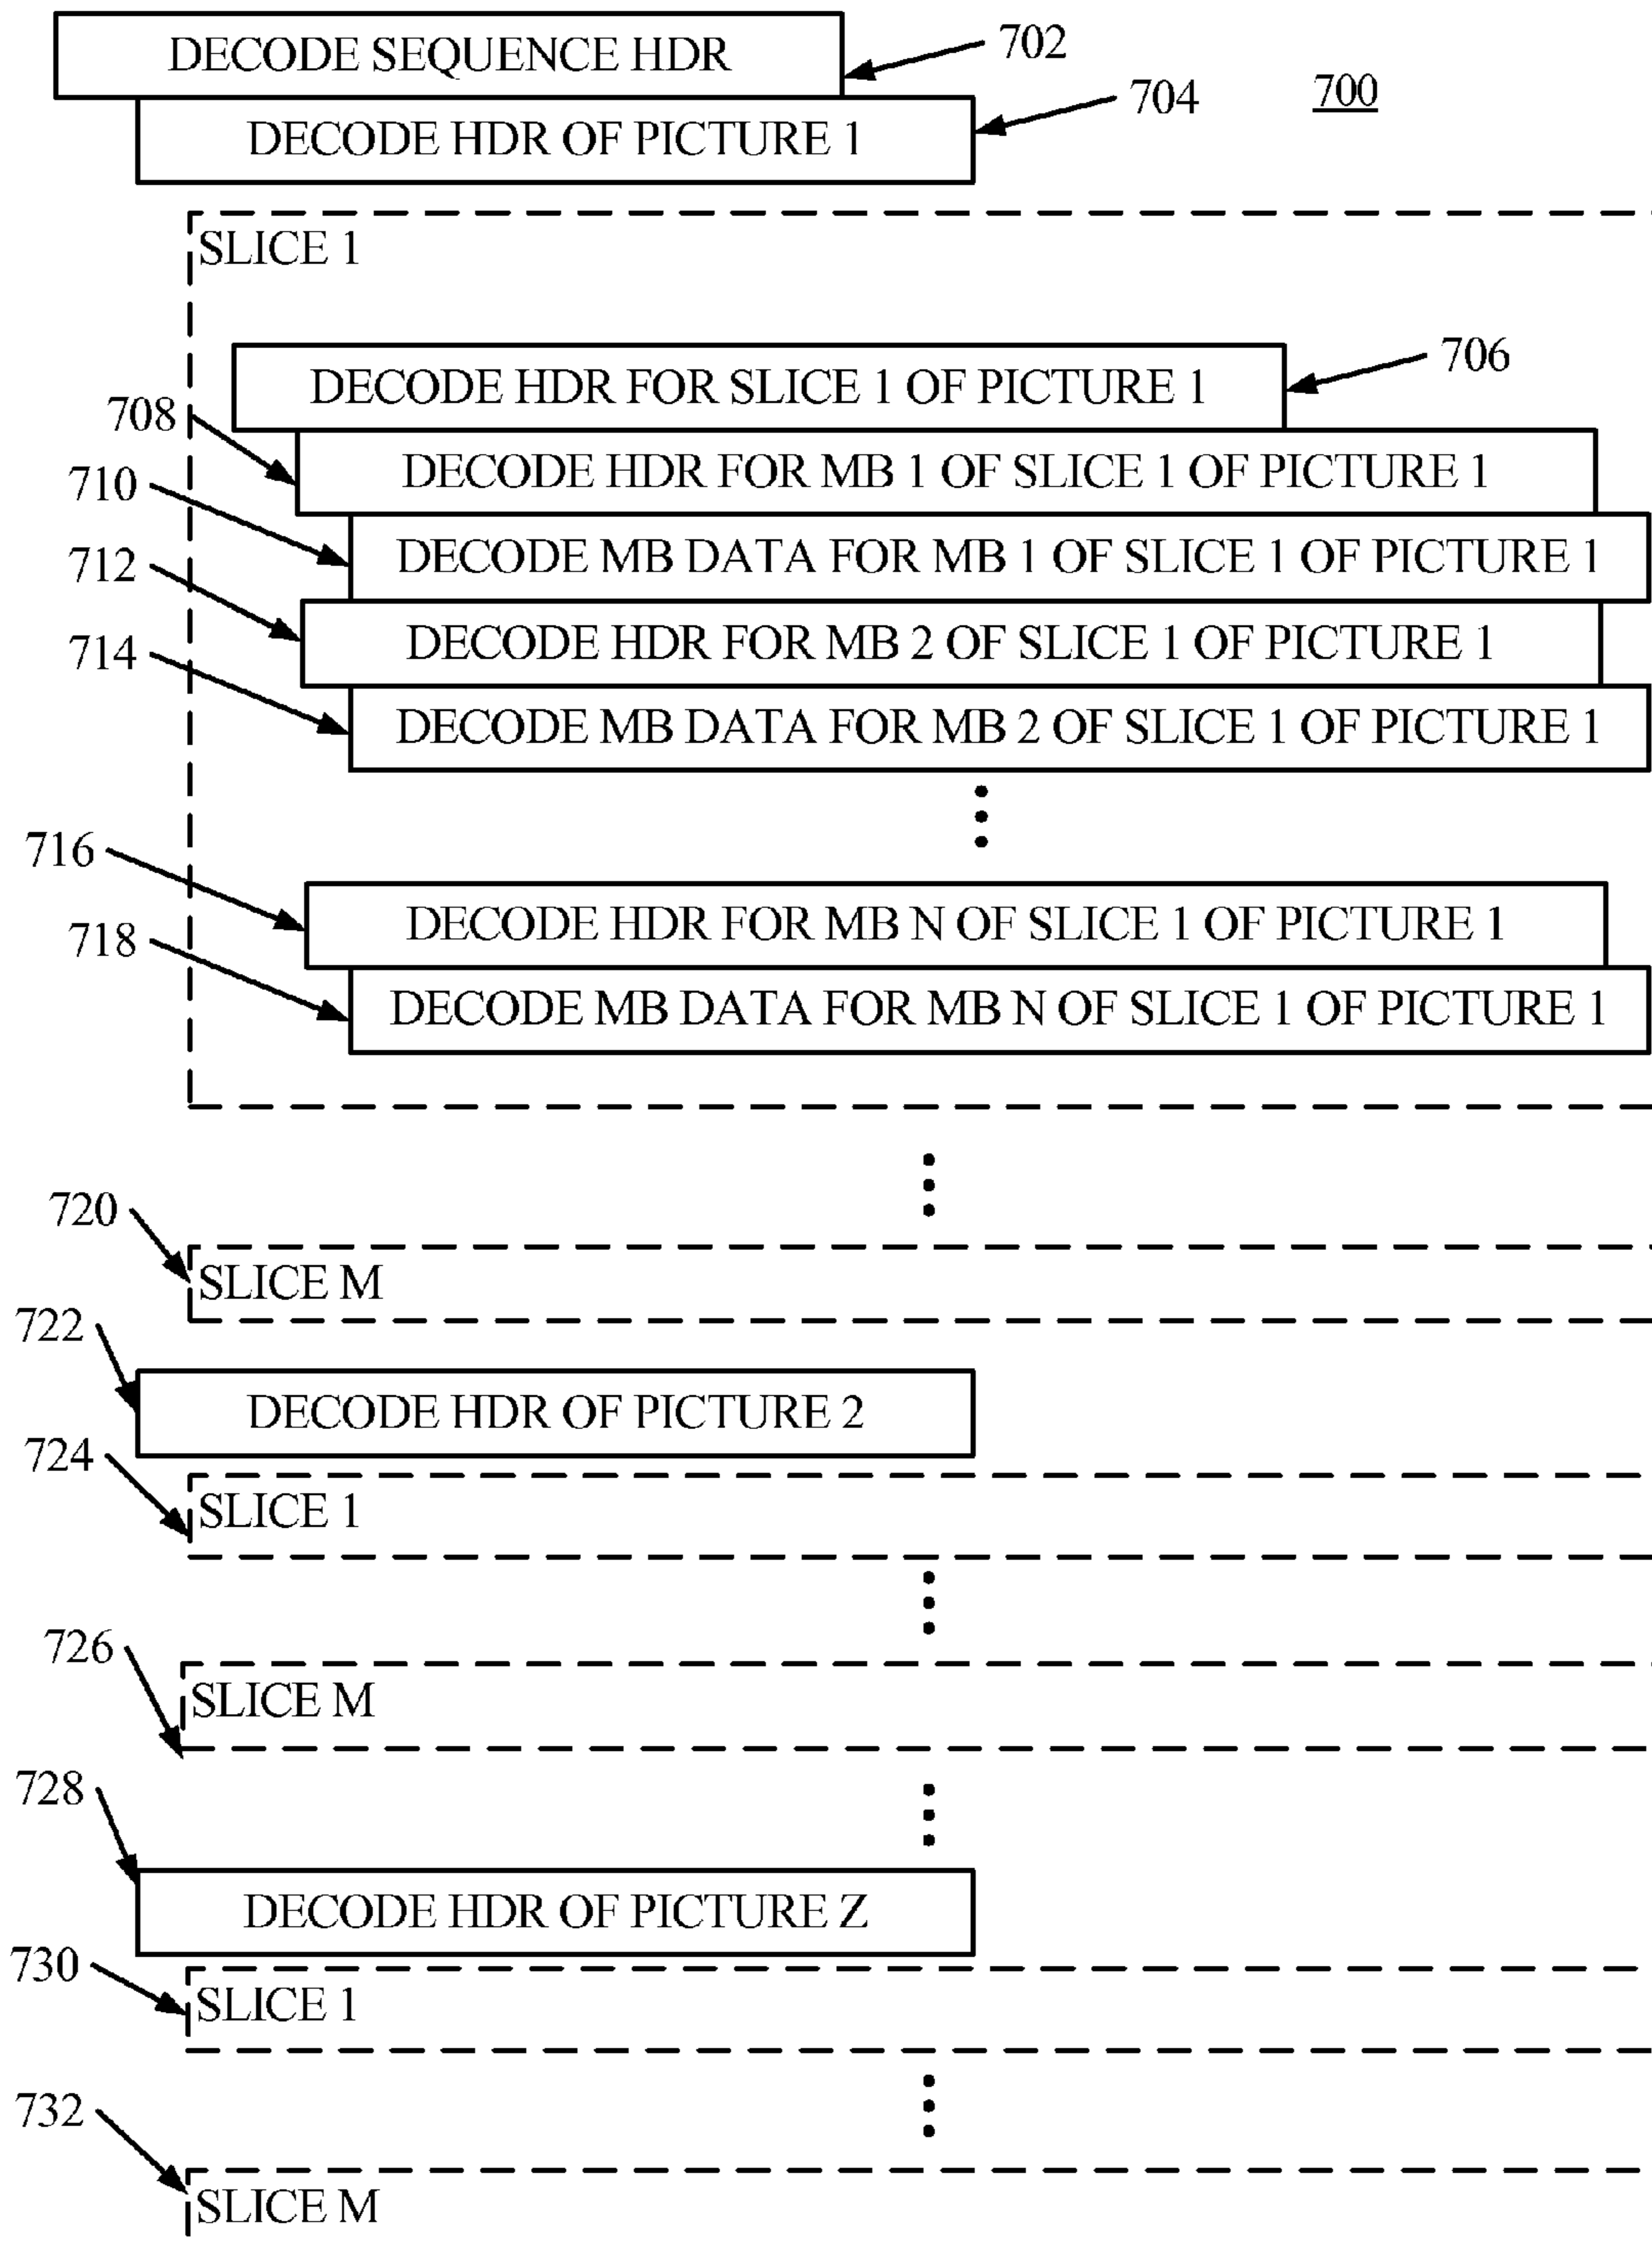 DECODE SEQUENCE HDR
702
DECODE HDR OF PICTURE 1
704
700
SLICE 1
DECODE HDR FOR SLICE 1 OF PICTURE 1
706
708
DECODE HDR FOR MB 1 OF SLICE 1 OF PICTURE 1
710
DECODE MB DATA FOR MB 1 OF SLICE 1 OF PICTURE 1
712
DECODE HDR FOR MB 2 OF SLICE 1 OF PICTURE 1
714
DECODE MB DATA FOR MB 2 OF SLICE 1 OF PICTURE 1
716
DECODE HDR FOR MB N OF SLICE 1 OF PICTURE 1
718
DECODE MB DATA FOR MB N OF SLICE 1 OF PICTURE 1
720
SLICE M
722
DECODE HDR OF PICTURE 2
724
SLICE 1
726
SLICE M
728
DECODE HDR OF PICTURE Z
730
SLICE 1
732
SLICE M